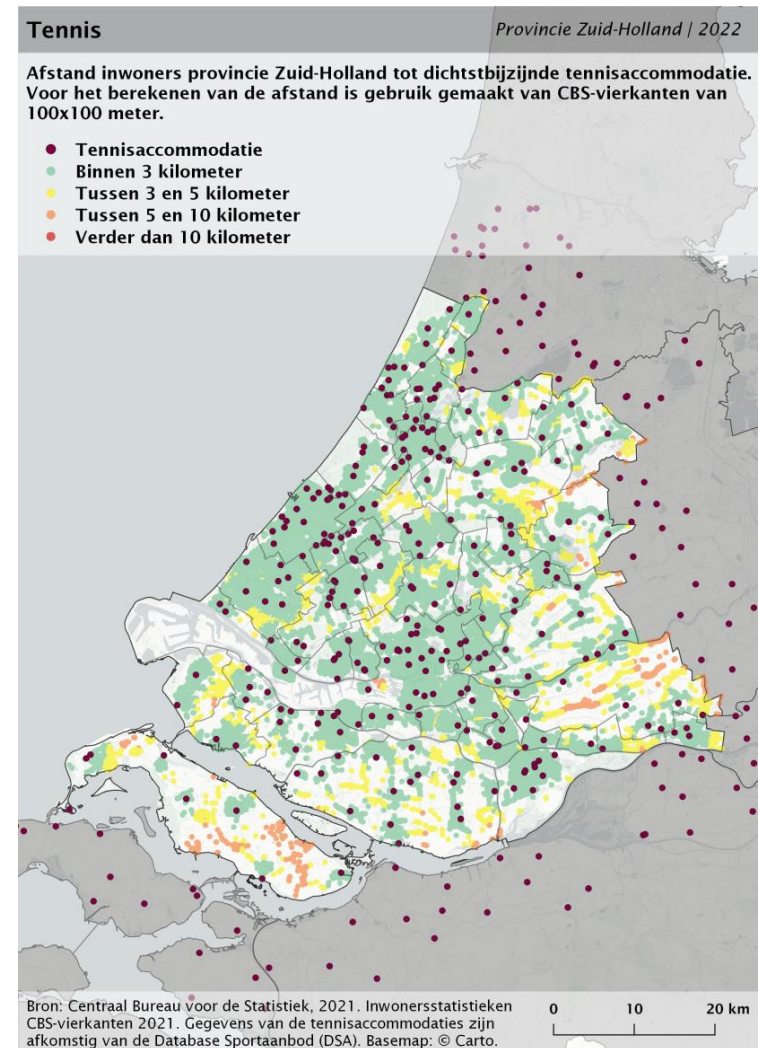 Tennis
Provincie Zuid-Holland | 2022
Afstand inwoners provincie Zuid-Holland tot dichtstbijzijnde tennisaccommodatie.
Voor het berekenen van de afstand is gebruik gemaakt van CBS-vierkanten van
100x100 meter.
Tennisaccommodatie
Binnen 3 kilometer
Tussen 3 en 5 kilometer
Tussen 5 en 10 kilometer
Verder dan 10 kilometer
Bron: Centraal Bureau voor de Statistiek, 2021. Inwonersstatistieken
CBS-vierkanten 2021. Gegevens van de tennisaccommodaties zijn
afkomstig van de Database Sportaanbod (DSA). Basemap: © Carto.
0 10 20 km